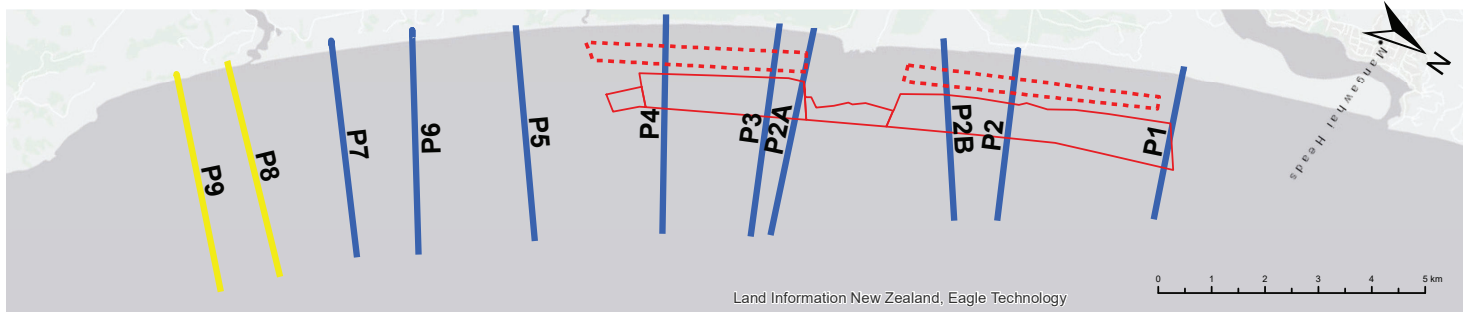 P9
P8
P7
P6
P5
P4
P3
P2A
P2B
P2
P1
Mangawhai Heads
N
0 1 2 3 4 5 km
Land Information New Zealand, Eagle Technology